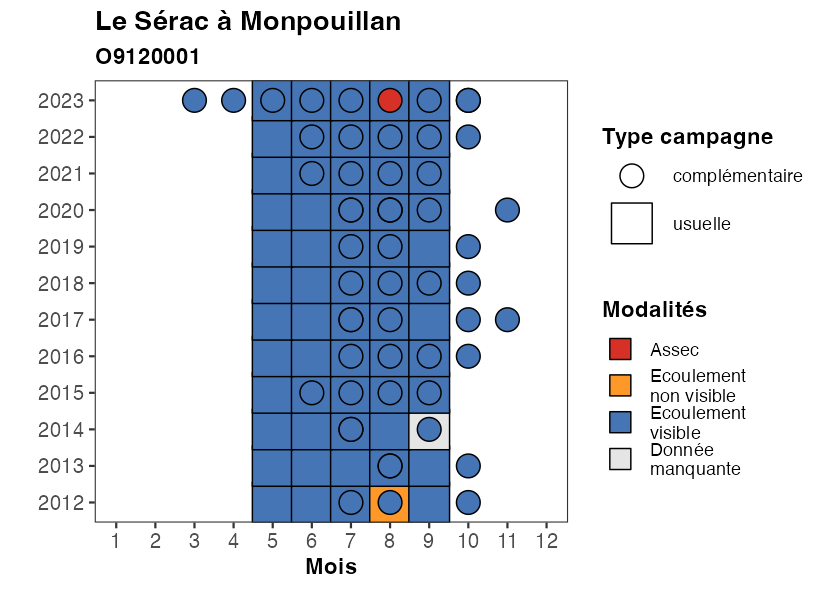 Le Sérac à Monpouillan
O9120001
2023
2022
2021
2020
2019
2018
2017
2016
2015
2014
2013
2012
1 2 3 4 5 6 7 8 9 10 11 12
Mois
Type campagne
complémentaire
usuelle
Modalités
Assec
Ecoulement
non visible
Ecoulement
visible
Donnée
manquante